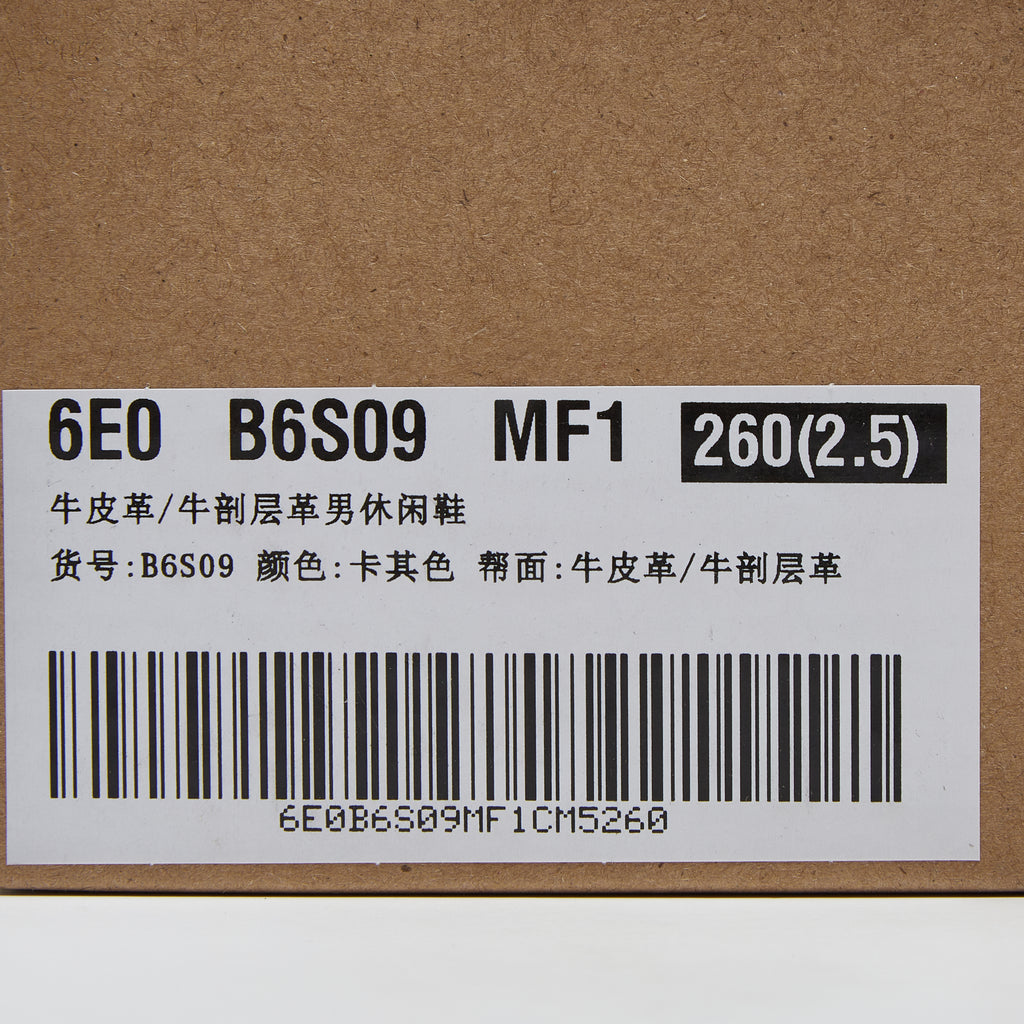 6E0 B6S09 MF1 260(2.5)
牛皮革/牛剖层革男休闲鞋
货号:B6S09 颜色:卡其色 帮面:牛皮革/牛剖层革
6E0B6S09MF1CM5260